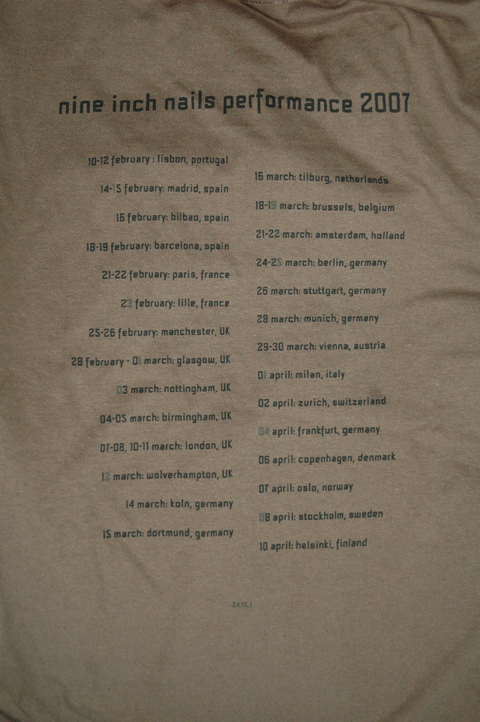 nine inch nails performance 2007
10-12 february : lisbon, portugal
14-15 february: madrid, spain
16 february: bilbao, spain
18-19 february: barcelona, spain
21-22 february: paris, france
23 february: lille, france
25-26 february: manchester, UK
28 february - 01 march: glasgow, UK
03 march: nottingham, UK
04-05 march: birmingham, UK
07-08, 10-11 march: london, UK
12 march: wolverhampton, UK
14 march: koln, germany
15 march: dortmund, germany
16 march: tilburg, netherlands
18-19 march: brussels, belgium
21-22 march: amsterdam, holland
24-25 march: berlin, germany
26 march: stuttgart, germany
28 march: munich, germany
29-30 march: vienna, austria
01 april: milan, italy
02 april: zurich, switzerland
04 april: frankfurt, germany
06 april: copenhagen, denmark
07 april: oslo, norway
08 april: stockholm, sweden
10 april: helsinki, finland